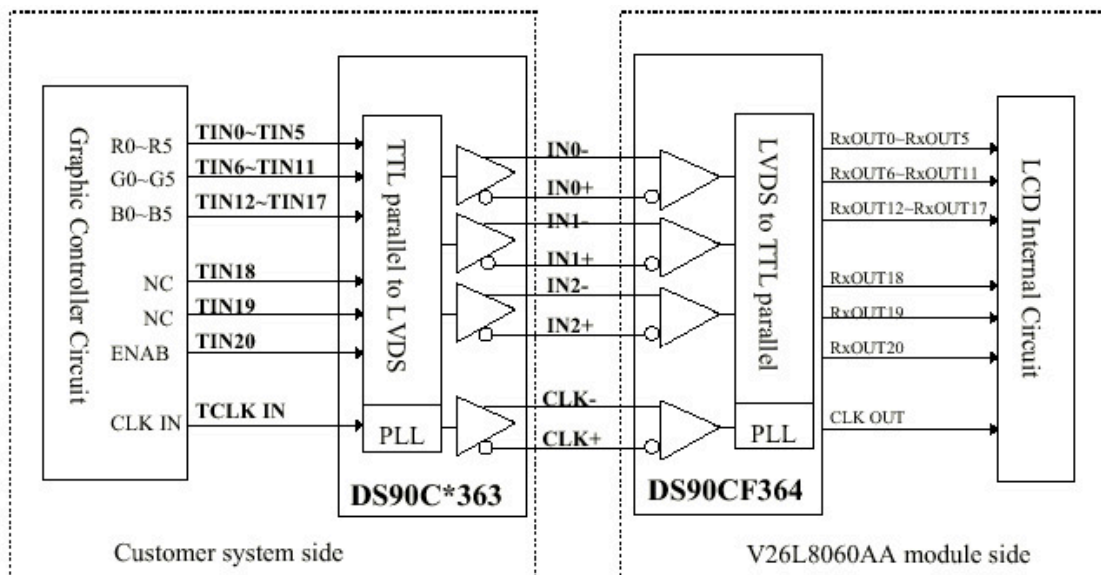 Graphic Controller Circuit
R0~R5
G0~G5
B0~B5
NC
NC
ENAB
CLK IN
TIN0~TIN5
TIN6~TIN11
TIN12~TIN17
TIN18
TIN19
TIN20
TCLK IN
TTL parallel to LVDS
PLL
DS90C*363
IN0-
IN0+
IN1-
IN1+
IN2-
IN2+
CLK-
CLK+
LVDS to TTL parallel
PLL
DS90CF364
RxOUT0~RxOUT5
RxOUT6~RxOUT11
RxOUT12~RxOUT17
RxOUT18
RxOUT19
RxOUT20
CLK OUT
LCD Internal Circuit
Customer system side
V26L8060AA module side